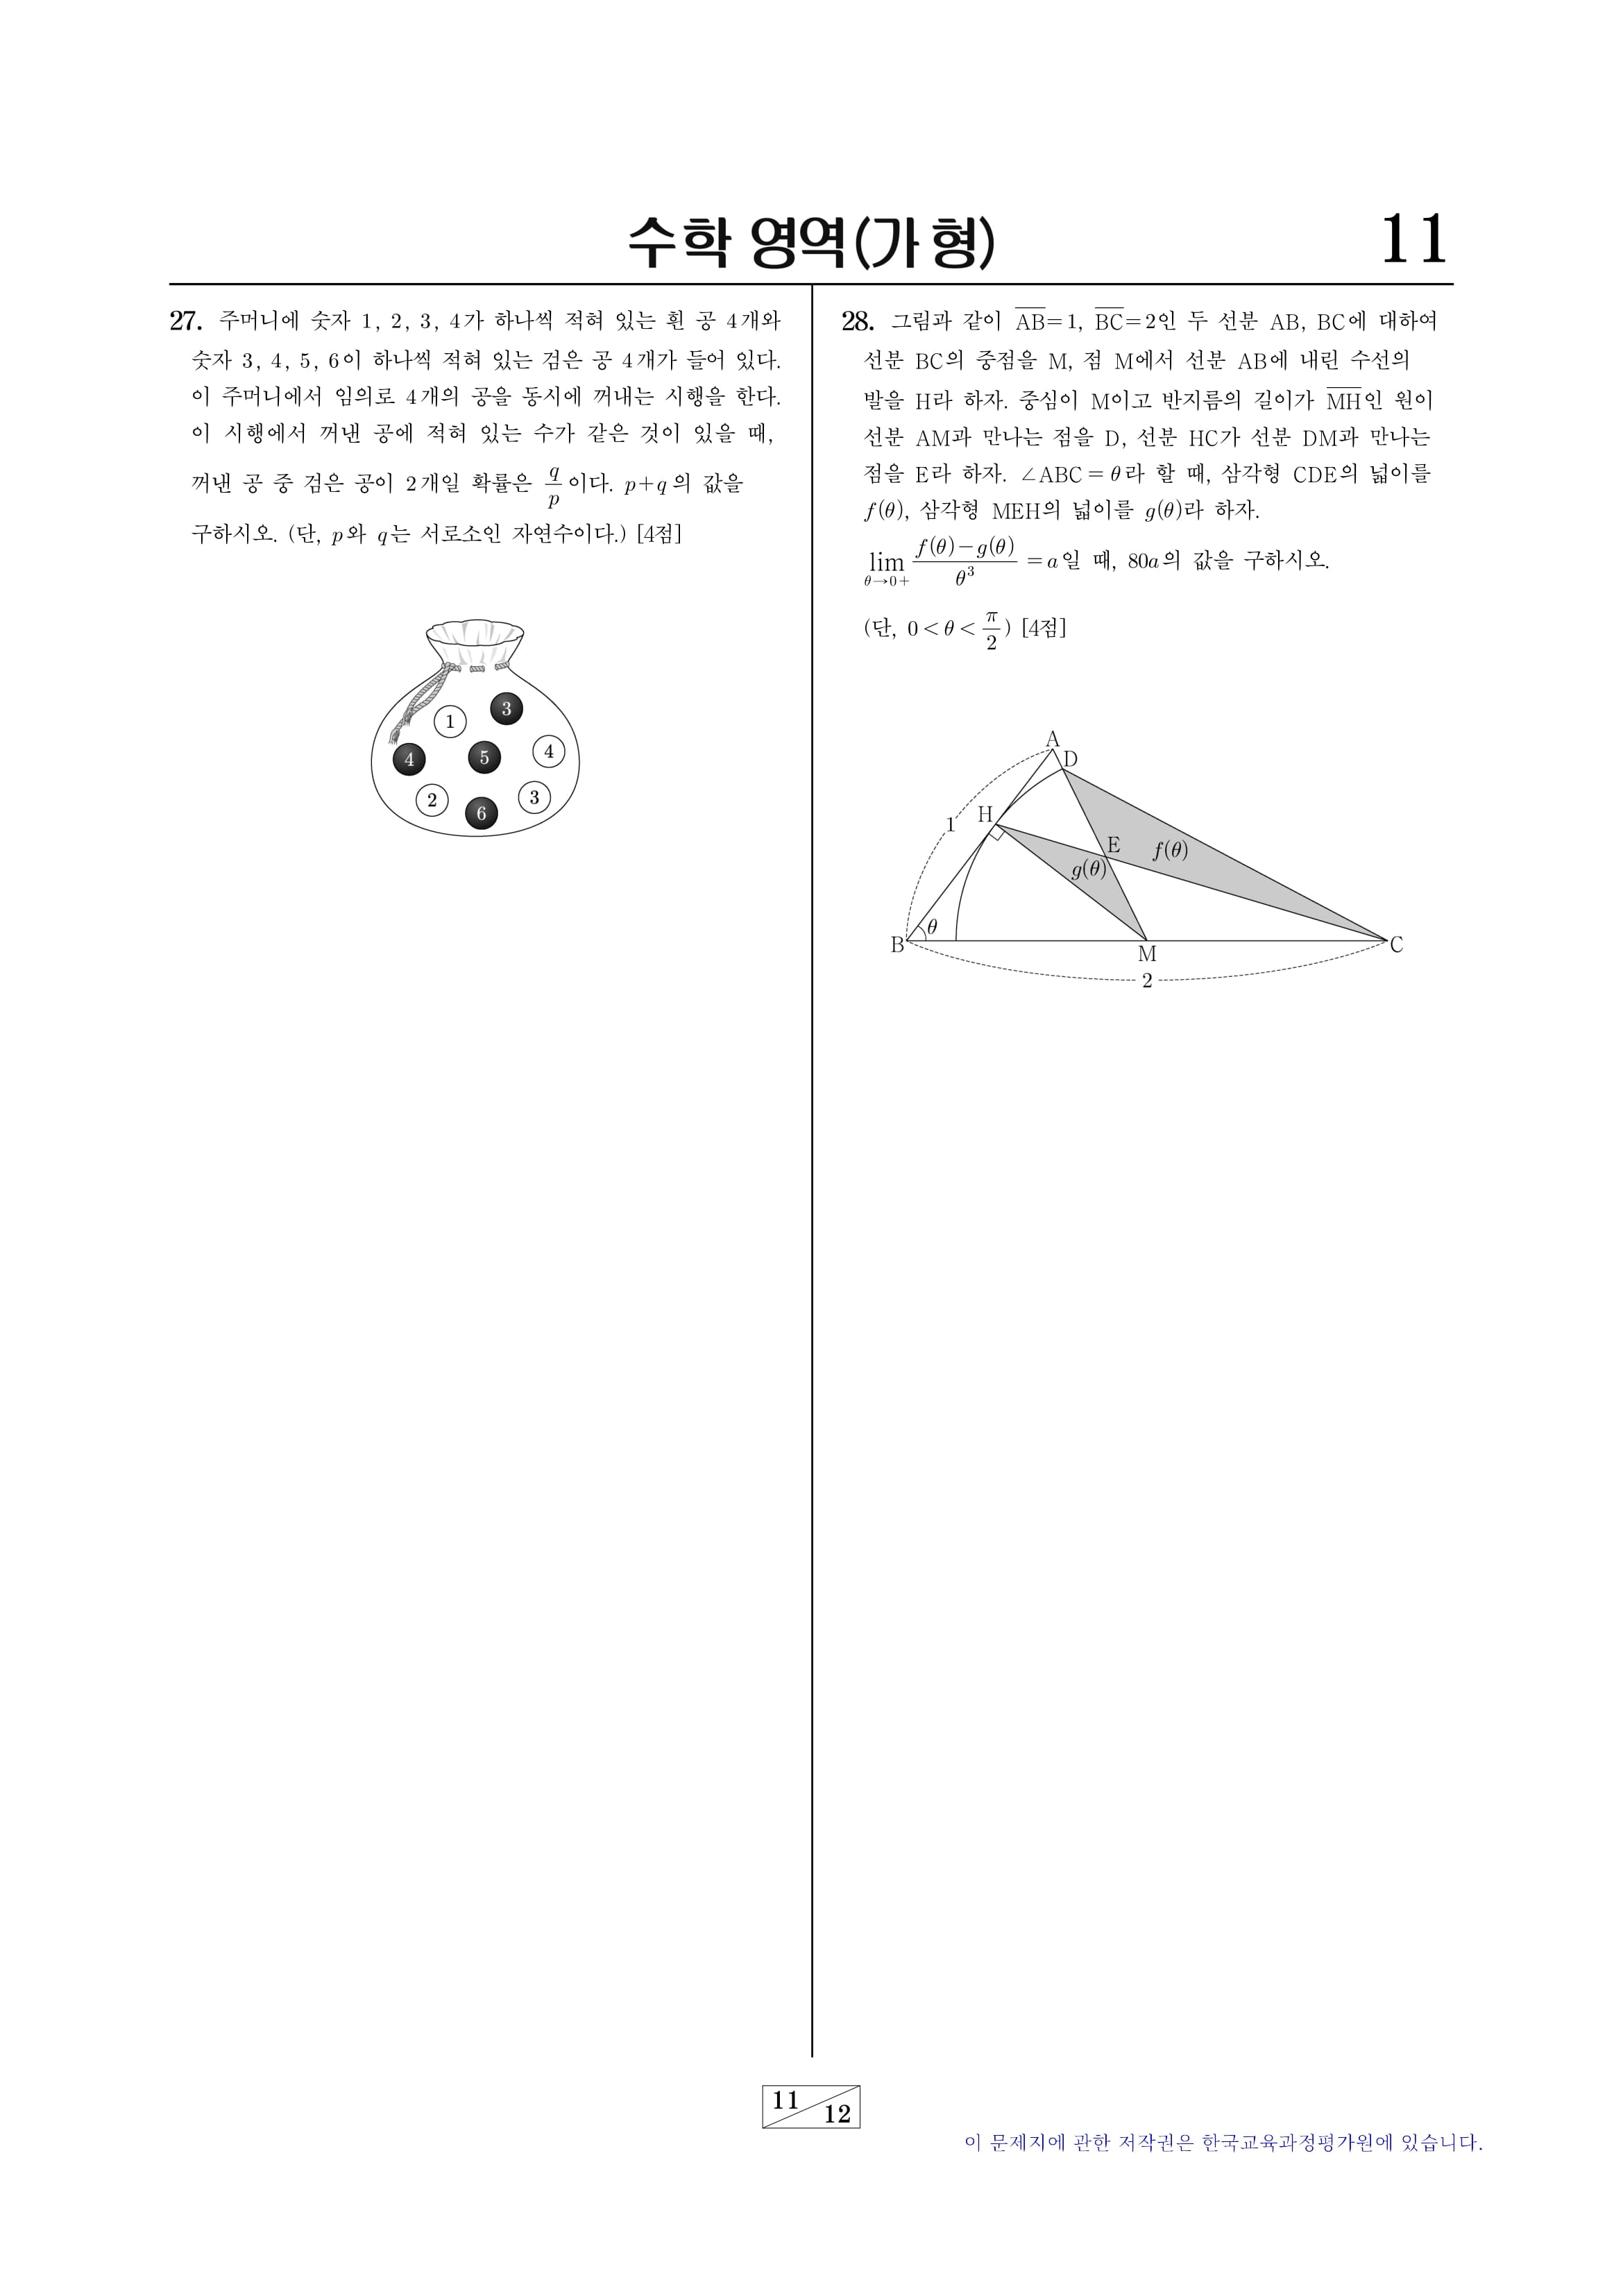 수학 영역(가 형)
11
27. 주머니에 숫자 1, 2, 3, 4가 하나씩 적혀 있는 흰 공 4개와
숫자 3, 4, 5, 6이 하나씩 적혀 있는 검은 공 4개가 들어 있다.
이 주머니에서 임의로 4개의 공을 동시에 꺼내는 시행을 한다.
이 시행에서 꺼낸 공에 적혀 있는 수가 같은 것이 있을 때,
꺼낸 공 중 검은 공이 2개일 확률은 $\frac{q}{p}$ 이다. p+q의 값을
구하시오. (단, p와 q는 서로소인 자연수이다.) [4점]
1
3
4
5
4
2
3
6
28. 그림과 같이 $\overline{AB}$=1, $\overline{BC}$=2인 두 선분 AB, BC에 대하여
선분 BC의 중점을 M, 점 M에서 선분 AB에 내린 수선의
발을 H라 하자. 중심이 M이고 반지름의 길이가 $\overline{MH}$인 원이
선분 AM과 만나는 점을 D, 선분 HC가 선분 DM과 만나는
점을 E라 하자. ∠ABC=θ라 할 때, 삼각형 CDE의 넓이를
f(θ), 삼각형 MEH의 넓이를 g(θ)라 하자.
$\lim_{θ→0+} \frac{f(θ)-g(θ)}{θ^3}$ =a일 때, 80a의 값을 구하시오.
(단, 0<θ<$\frac{π}{2}$) [4점]
A
D
1
H
E
f(θ)
g(θ)
θ
B
M
C
2
11
12
이 문제지에 관한 저작권은 한국교육과정평가원에 있습니다.